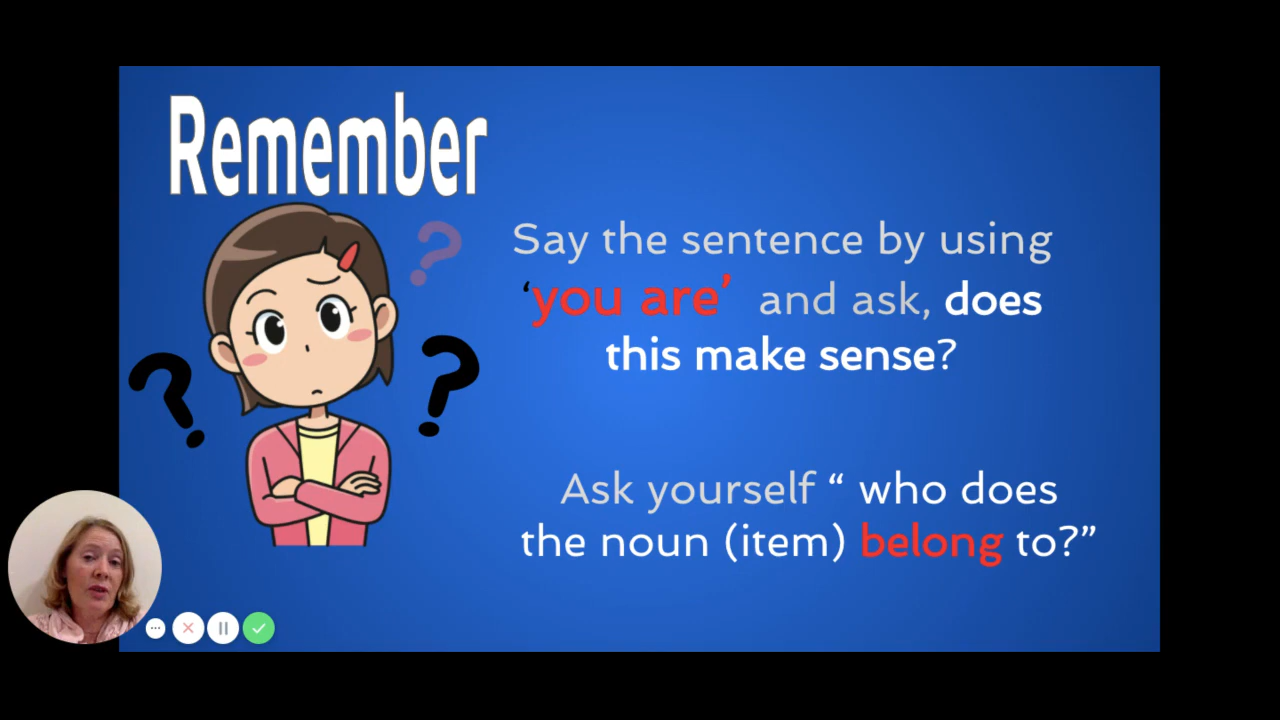 Remember
Say the sentence by using
‘you are’ and ask, does
this make sense?
Ask yourself “ who does
the noun (item) belong to?”